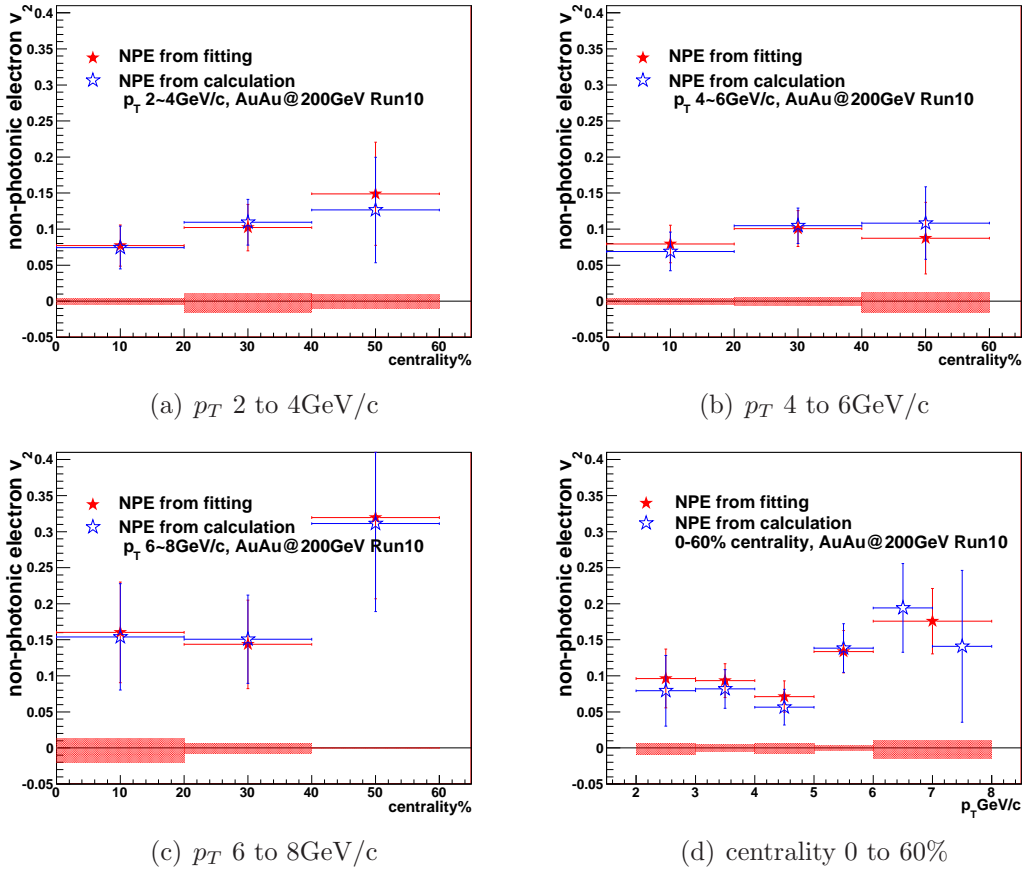 non-photonic electron v2
0.4
0.35
0.3
0.25
0.2
0.15
0.1
0.05
0
-0.05
NPE from fitting
NPE from calculation
pT 2~4GeV/c, AuAu@200GeV Run10
0 10 20 30 40 50 60
centrality%
(a) pT 2 to 4GeV/c
non-photonic electron v2
0.4
0.35
0.3
0.25
0.2
0.15
0.1
0.05
0
-0.05
NPE from fitting
NPE from calculation
pT 4~6GeV/c, AuAu@200GeV Run10
0 10 20 30 40 50 60
centrality%
(b) pT 4 to 6GeV/c
non-photonic electron v2
0.4
0.35
0.3
0.25
0.2
0.15
0.1
0.05
0
-0.05
NPE from fitting
NPE from calculation
pT 6~8GeV/c, AuAu@200GeV Run10
0 10 20 30 40 50 60
centrality%
(c) pT 6 to 8GeV/c
non-photonic electron v2
0.4
0.35
0.3
0.25
0.2
0.15
0.1
0.05
0
-0.05
NPE from fitting
NPE from calculation
0-60% centrality, AuAu@200GeV Run10
2 3 4 5 6 7 8
pTGeV/c
(d) centrality 0 to 60%